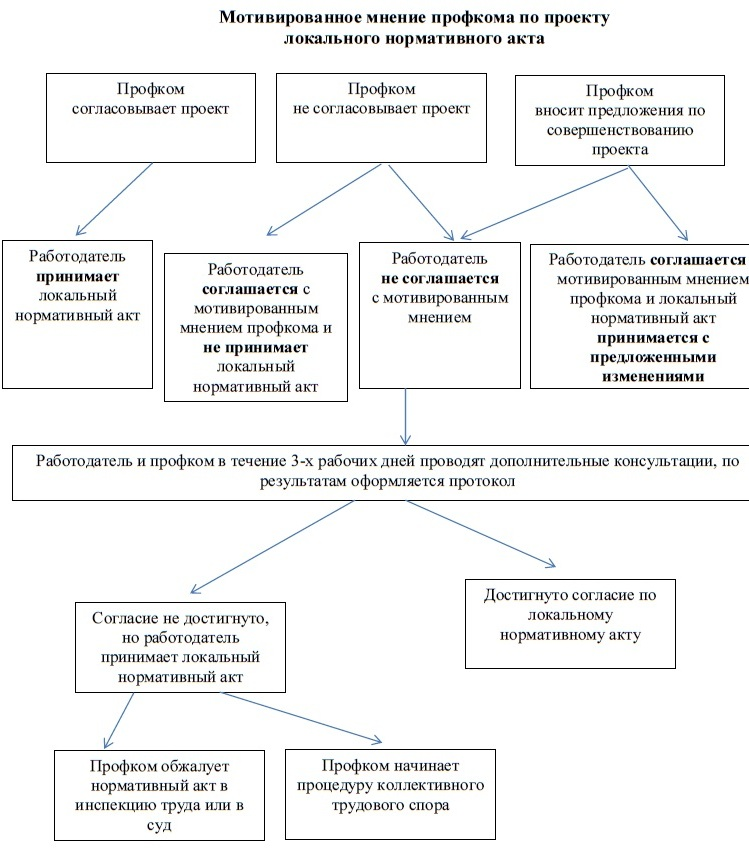 Мотивированное мнение профкома по проекту
локального нормативного акта
Профком
согласовывает проект
Профком
не согласовывает проект
Профком
вносит предложения по
совершенствованию
проекта
Работодатель
принимает
локальный
нормативный акт
Работодатель
соглашается с
мотивированным
мнением профкома и
не принимает
локальный
нормативный акт
Работодатель
не соглашается
с мотивированным
мнением
Работодатель соглашается
мотивированным мнением
профкома и локальный
нормативный акт
принимается с
предложенными
изменениями
Работодатель и профком в течение 3-х рабочих дней проводят дополнительные консультации, по
результатам оформляется протокол
Согласие не достигнуто,
но работодатель
принимает локальный
нормативный акт
Достигнуто согласие по
локальному
нормативному акту
Профком обжалует
нормативный акт в
инспекцию труда или в
суд
Профком начинает
процедуру коллективного
трудового спора